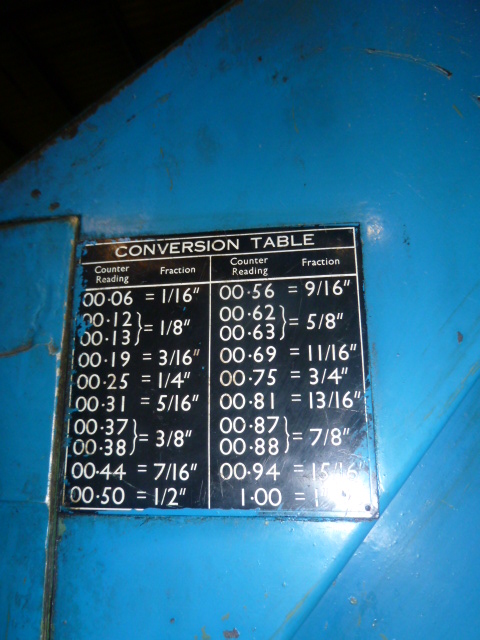 CONVERSION TABLE
Counter Reading Fraction
00·06 = 1/16"
00·12
00·13 } = 1/8"
00·19 = 3/16"
00·25 = 1/4"
00·31 = 5/16"
00·37
00·38 } = 3/8"
00·44 = 7/16"
00·50 = 1/2"
Counter Reading Fraction
00·56 = 9/16"
00·62
00·63 } = 5/8"
00·69 = 11/16"
00·75 = 3/4"
00·81 = 13/16"
00·87
00·88 } = 7/8"
00·94 = 15/16"
1·00 = 1